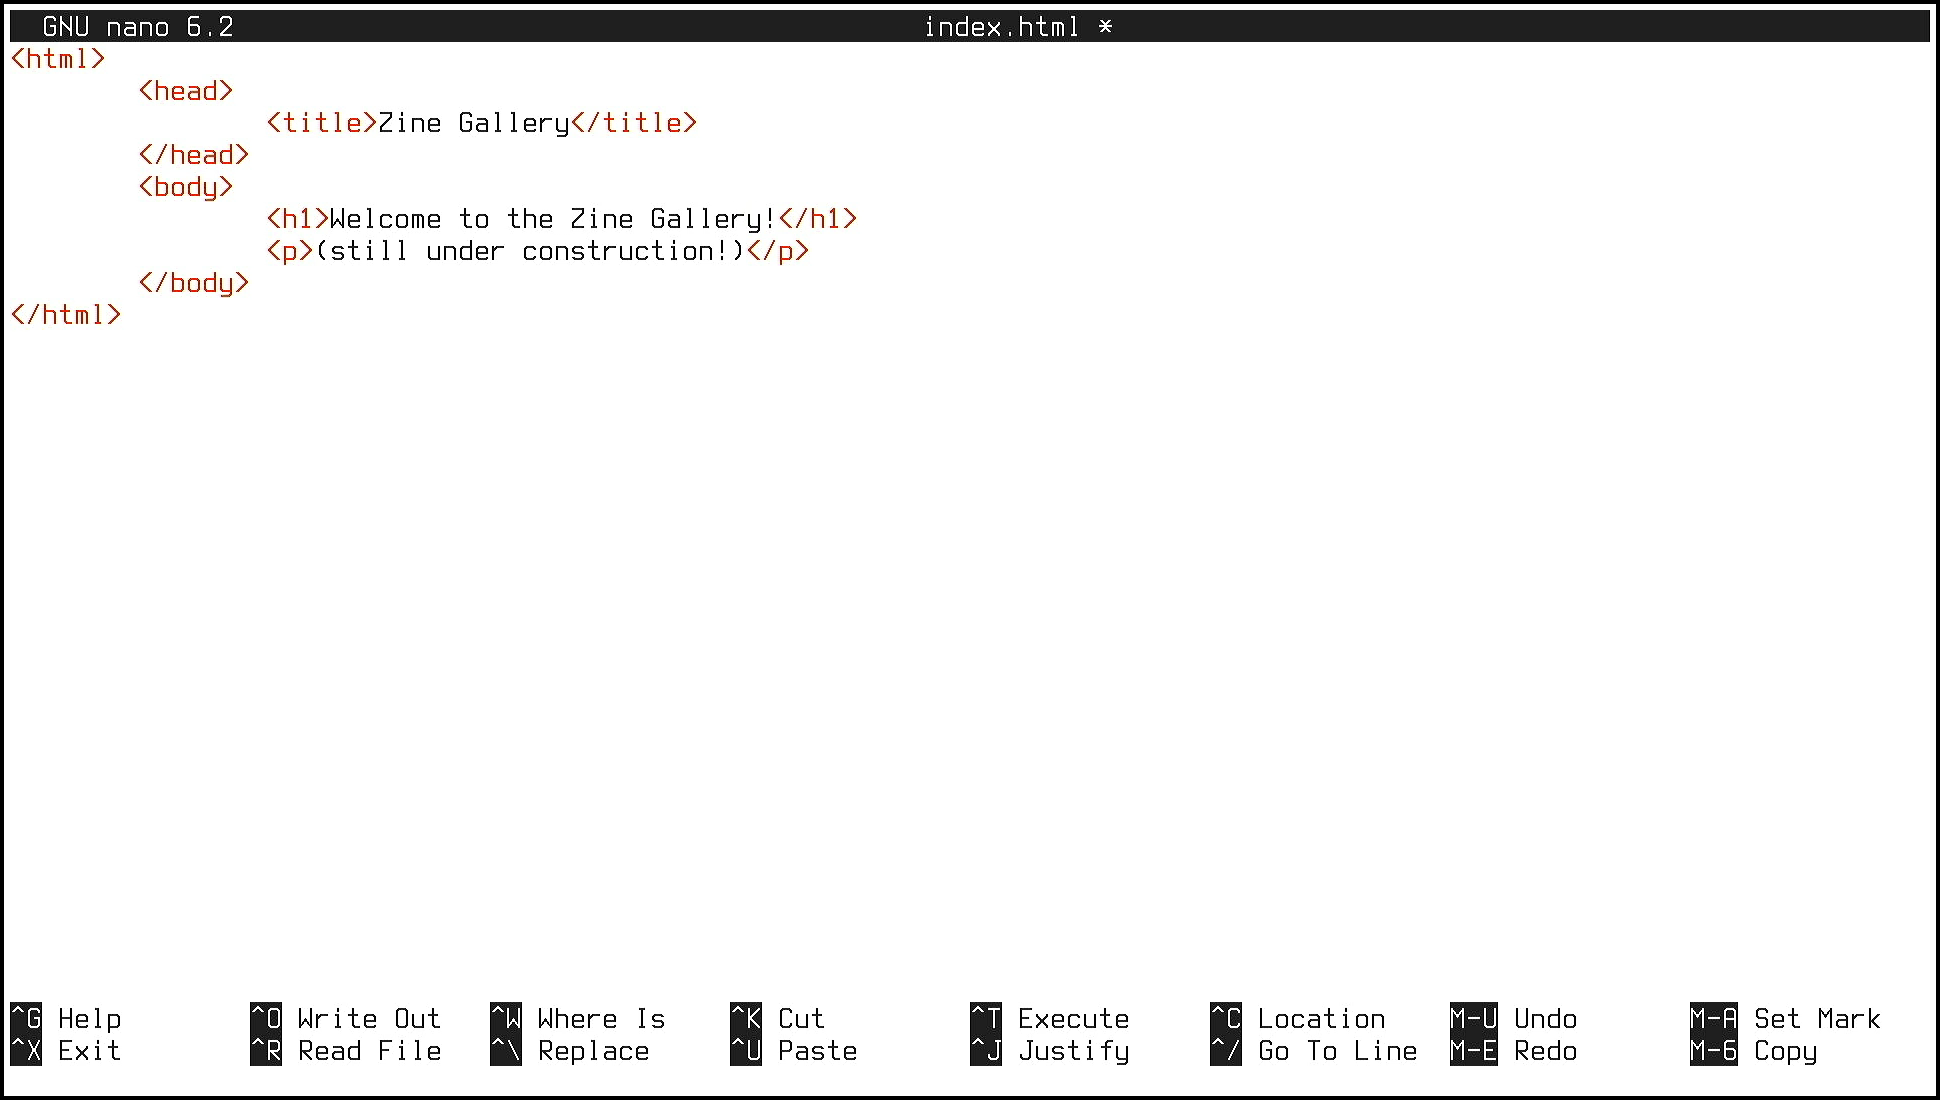 GNU nano 6.2 index.html *
<html>
<head>
<title>Zine Gallery</title>
</head>
<body>
<h1>Welcome to the Zine Gallery!</h1>
<p>(still under construction!)</p>
</body>
</html>
^G Help ^O Write Out ^W Where Is ^K Cut ^T Execute ^C Location M-U Undo M-A Set Mark
^X Exit ^R Read File ^\ Replace ^U Paste ^J Justify ^/ Go To Line M-E Redo M-6 Copy